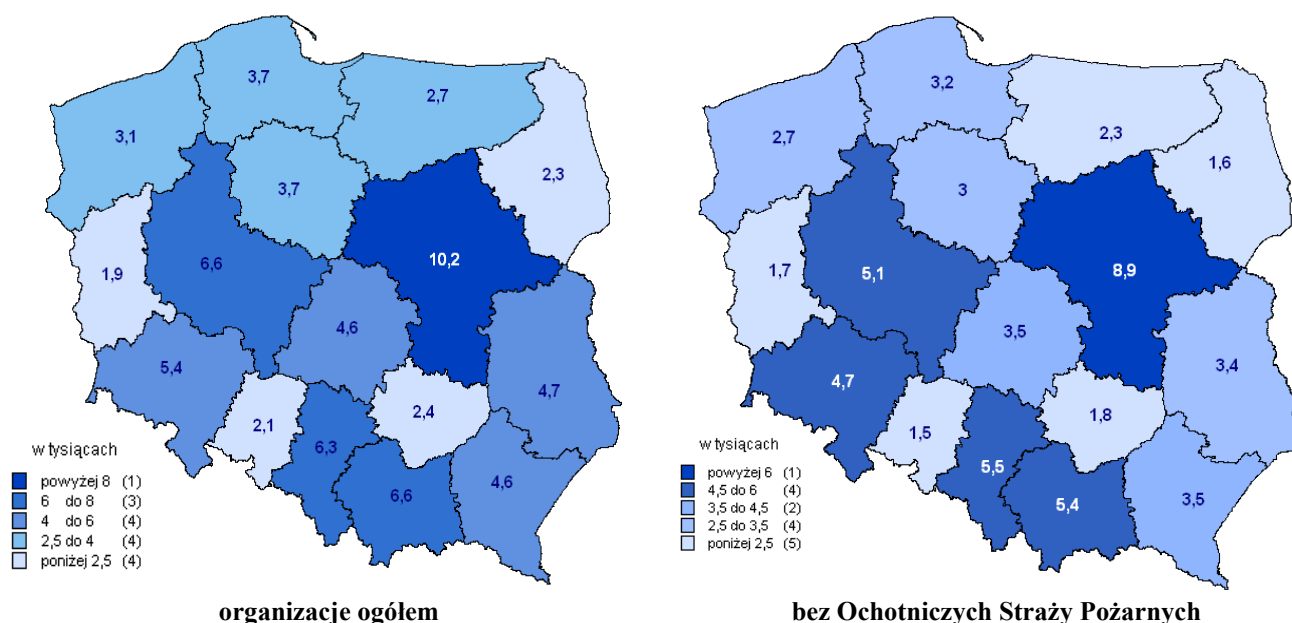 3,7
2,7
3,1
2,3
3,7
1,9
6,6
10,2
4,6
5,4
4,7
2,4
2,1
6,3
6,6
4,6
w tysiącach
powyżej 8 (1)
6 do 8 (3)
4 do 6 (4)
2,5 do 4 (4)
poniżej 2,5 (4)
organizacje ogółem
3,2
2,3
2,7
1,6
3
1,7
5,1
8,9
3,5
4,7
3,4
1,8
1,5
5,5
5,4
3,5
w tysiącach
powyżej 6 (1)
4,5 do 6 (4)
3,5 do 4,5 (2)
2,5 do 3,5 (4)
poniżej 2,5 (5)
bez Ochotniczych Straży Pożarnych